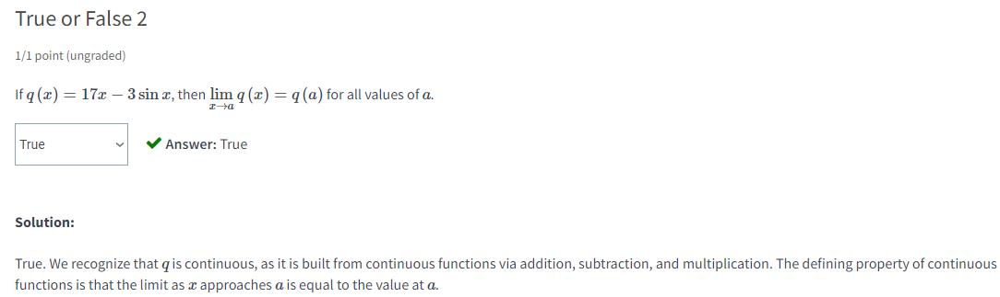 True or False 2
1/1 point (ungraded)
If q (x) = 17x − 3 sin x, then lim q (x) = q (a) for all values of a.
x→a
True
✔ Answer: True
Solution:
True. We recognize that q is continuous, as it is built from continuous functions via addition, subtraction, and multiplication. The defining property of continuous
functions is that the limit as x approaches a is equal to the value at a.